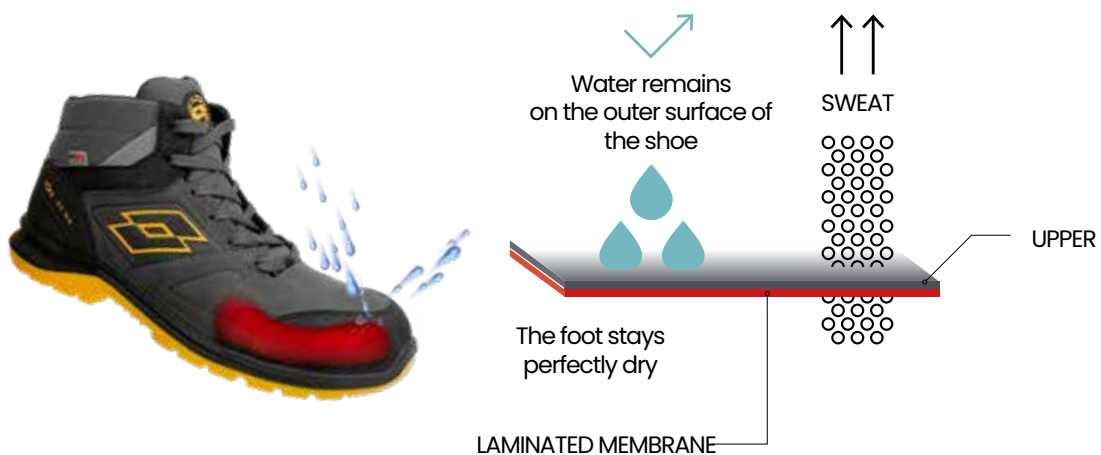 Water remains
on the outer surface of
the shoe
SWEAT
UPPER
The foot stays
perfectly dry
LAMINATED MEMBRANE